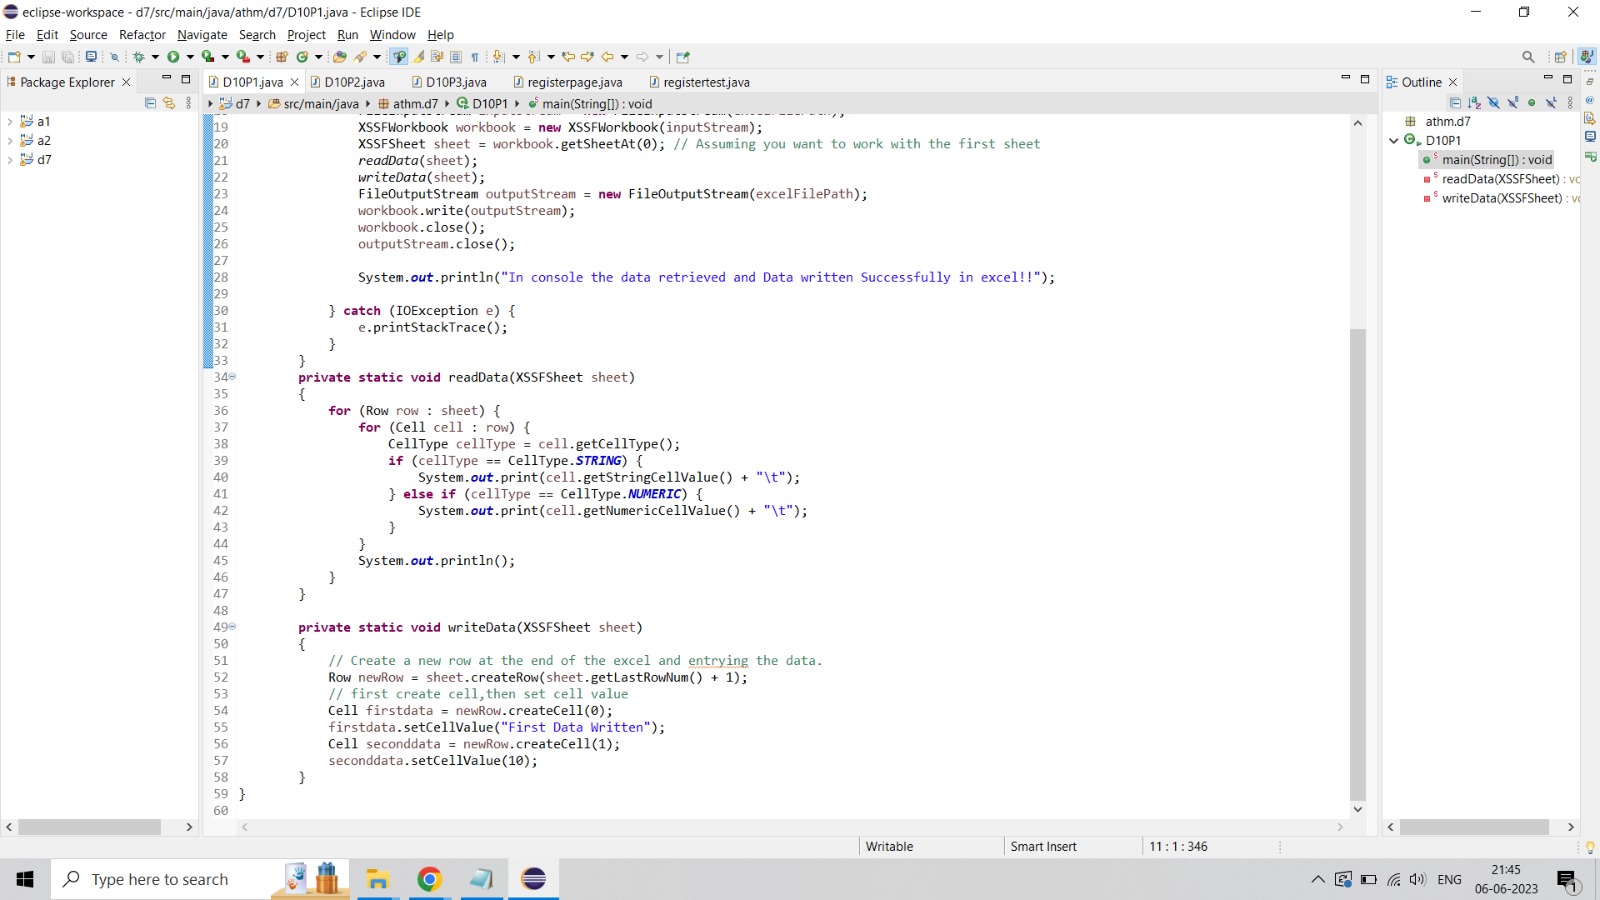 eclipse-workspace - d7/src/main/java/athm/d7/D10P1.java - Eclipse IDE
File Edit Source Refactor Navigate Search Project Run Window Help
Package Explorer
D10P1.java D10P2.java D10P3.java registerpage.java registertest.java
Outline
d7 src/main/java athm.d7 D10P1 main(String[]) : void
a1
a2
d7
19 XSSFWorkbook workbook = new XSSFWorkbook(inputStream);
20 XSSFSheet sheet = workbook.getSheetAt(0); // Assuming you want to work with the first sheet
21 readData(sheet);
22 writeData(sheet);
23 FileOutputStream outputStream = new FileOutputStream(excelFilePath);
24 workbook.write(outputStream);
25 workbook.close();
26 outputStream.close();
27
28 System.out.println("In console the data retrieved and Data written Successfully in excel!!");
29
30 } catch (IOException e) {
31 e.printStackTrace();
32 }
33 }
34 private static void readData(XSSFSheet sheet)
35 {
36 for (Row row : sheet) {
37 for (Cell cell : row) {
38 CellType cellType = cell.getCellType();
39 if (cellType == CellType.STRING) {
40 System.out.print(cell.getStringCellValue() + "\t");
41 } else if (cellType == CellType.NUMERIC) {
42 System.out.print(cell.getNumericCellValue() + "\t");
43 }
44 }
45 System.out.println();
46 }
47 }
48
49 private static void writeData(XSSFSheet sheet)
50 {
51 // Create a new row at the end of the excel and entrying the data.
52 Row newRow = sheet.createRow(sheet.getLastRowNum() + 1);
53 // first create cell,then set cell value
54 Cell firstdata = newRow.createCell(0);
55 firstdata.setCellValue("First Data Written");
56 Cell seconddata = newRow.createCell(1);
57 seconddata.setCellValue(10);
58 }
59 }
60
athm.d7
D10P1
main(String[]) : void
readData(XSSFSheet) : vo
writeData(XSSFSheet) : vo
Writable Smart Insert 11 : 1 : 346
Type here to search
ENG
21:45
06-06-2023
1